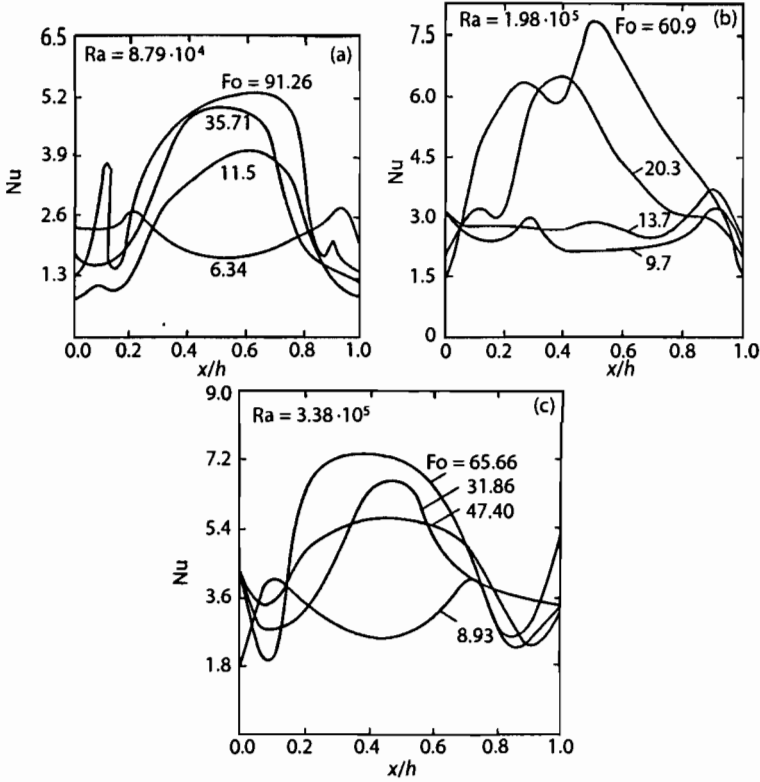 (a)
Ra = 8.79·10⁴
Fo = 91.26
35.71
11.5
6.34
Nu
6.5
5.2
3.9
2.6
1.3
0.0 0.2 0.4 0.6 0.8 1.0
x/h
(b)
Ra = 1.98·10⁵
Fo = 60.9
20.3
13.7
9.7
Nu
7.5
6.0
4.5
3.0
1.5
0
0 0.2 0.4 0.6 0.8 1.0
x/h
(c)
Ra = 3.38·10⁵
Fo = 65.66
31.86
47.40
8.93
Nu
9.0
7.2
5.4
3.6
1.8
0.0 0.2 0.4 0.6 0.8 1.0
x/h